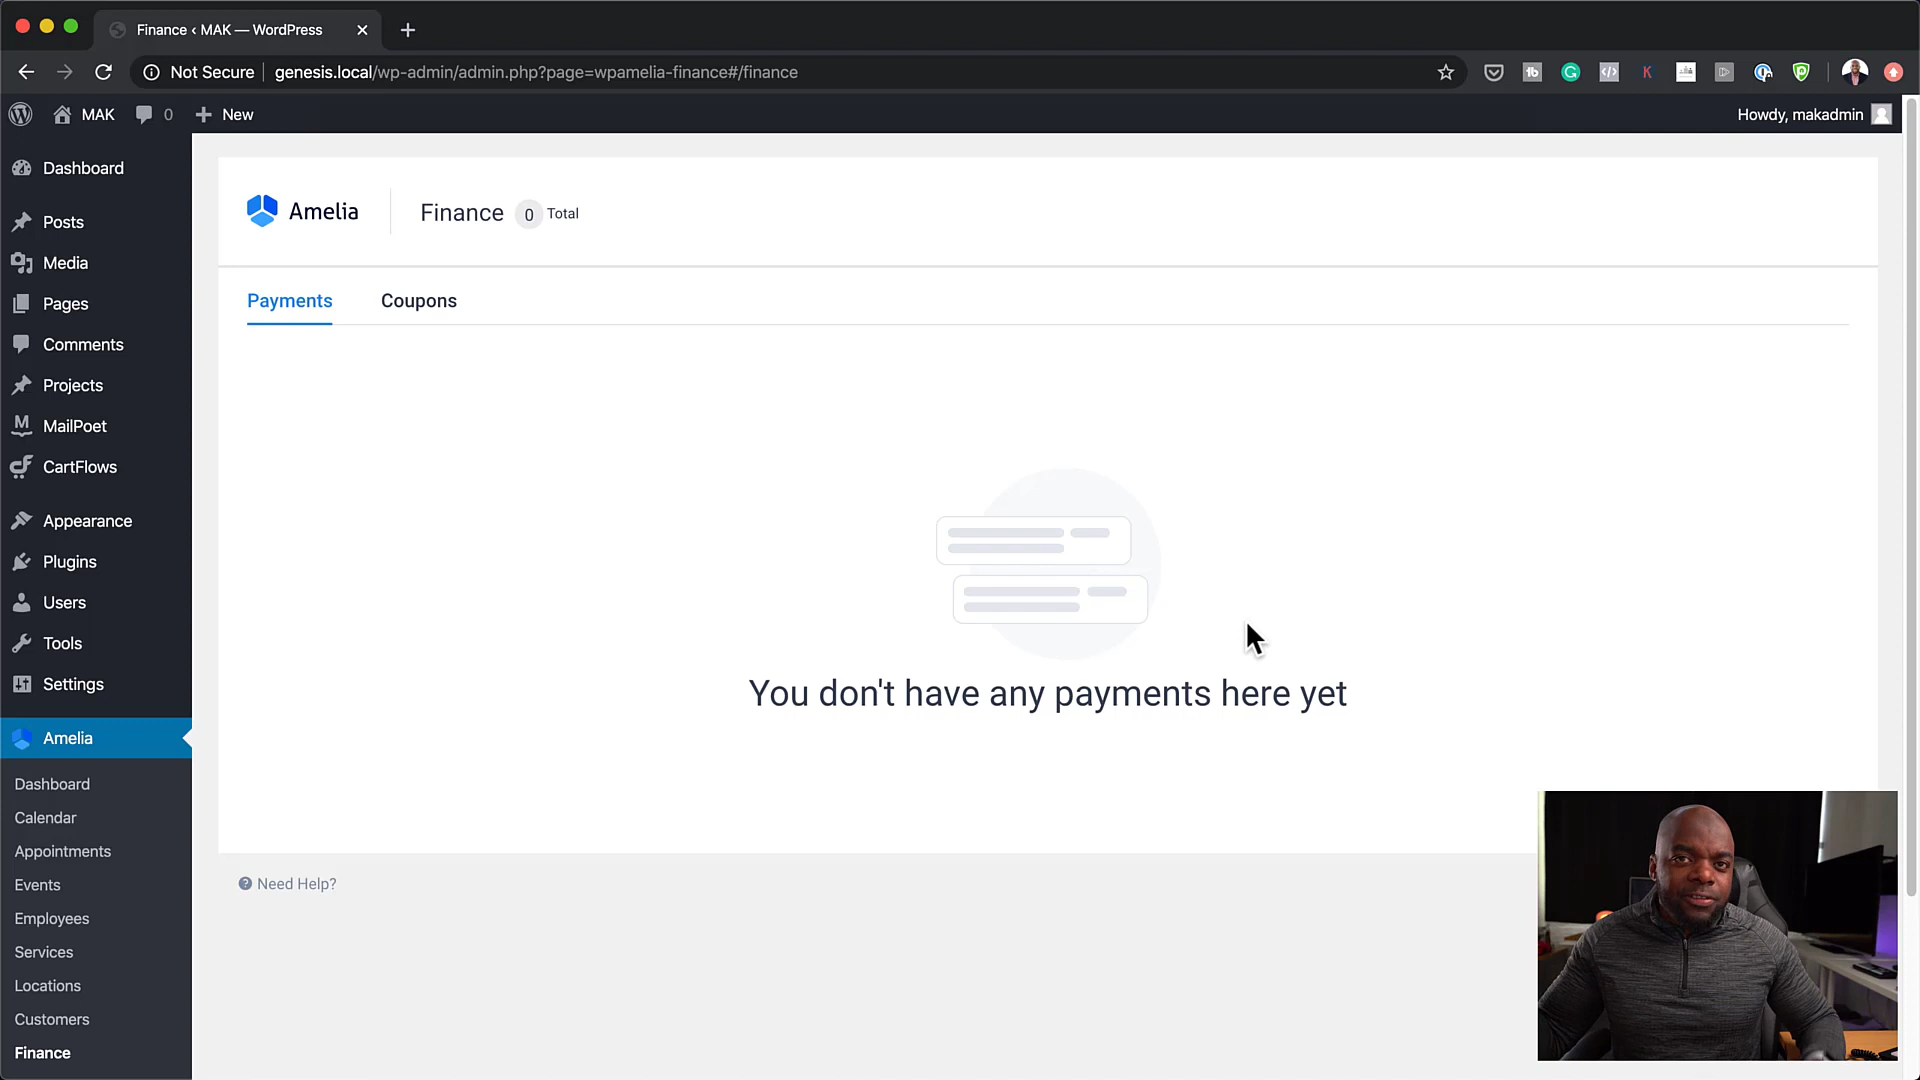 Finance ‹ MAK — WordPress
Not Secure genesis.local/wp-admin/admin.php?page=wpamelia-finance#/finance
MAK 0 New Howdy, makadmin
Dashboard
Posts
Media
Pages
Comments
Projects
MailPoet
CartFlows
Appearance
Plugins
Users
Tools
Settings
Amelia
Dashboard
Calendar
Appointments
Events
Employees
Services
Locations
Customers
Finance
Amelia Finance 0 Total
Payments Coupons
You don't have any payments here yet
Need Help?